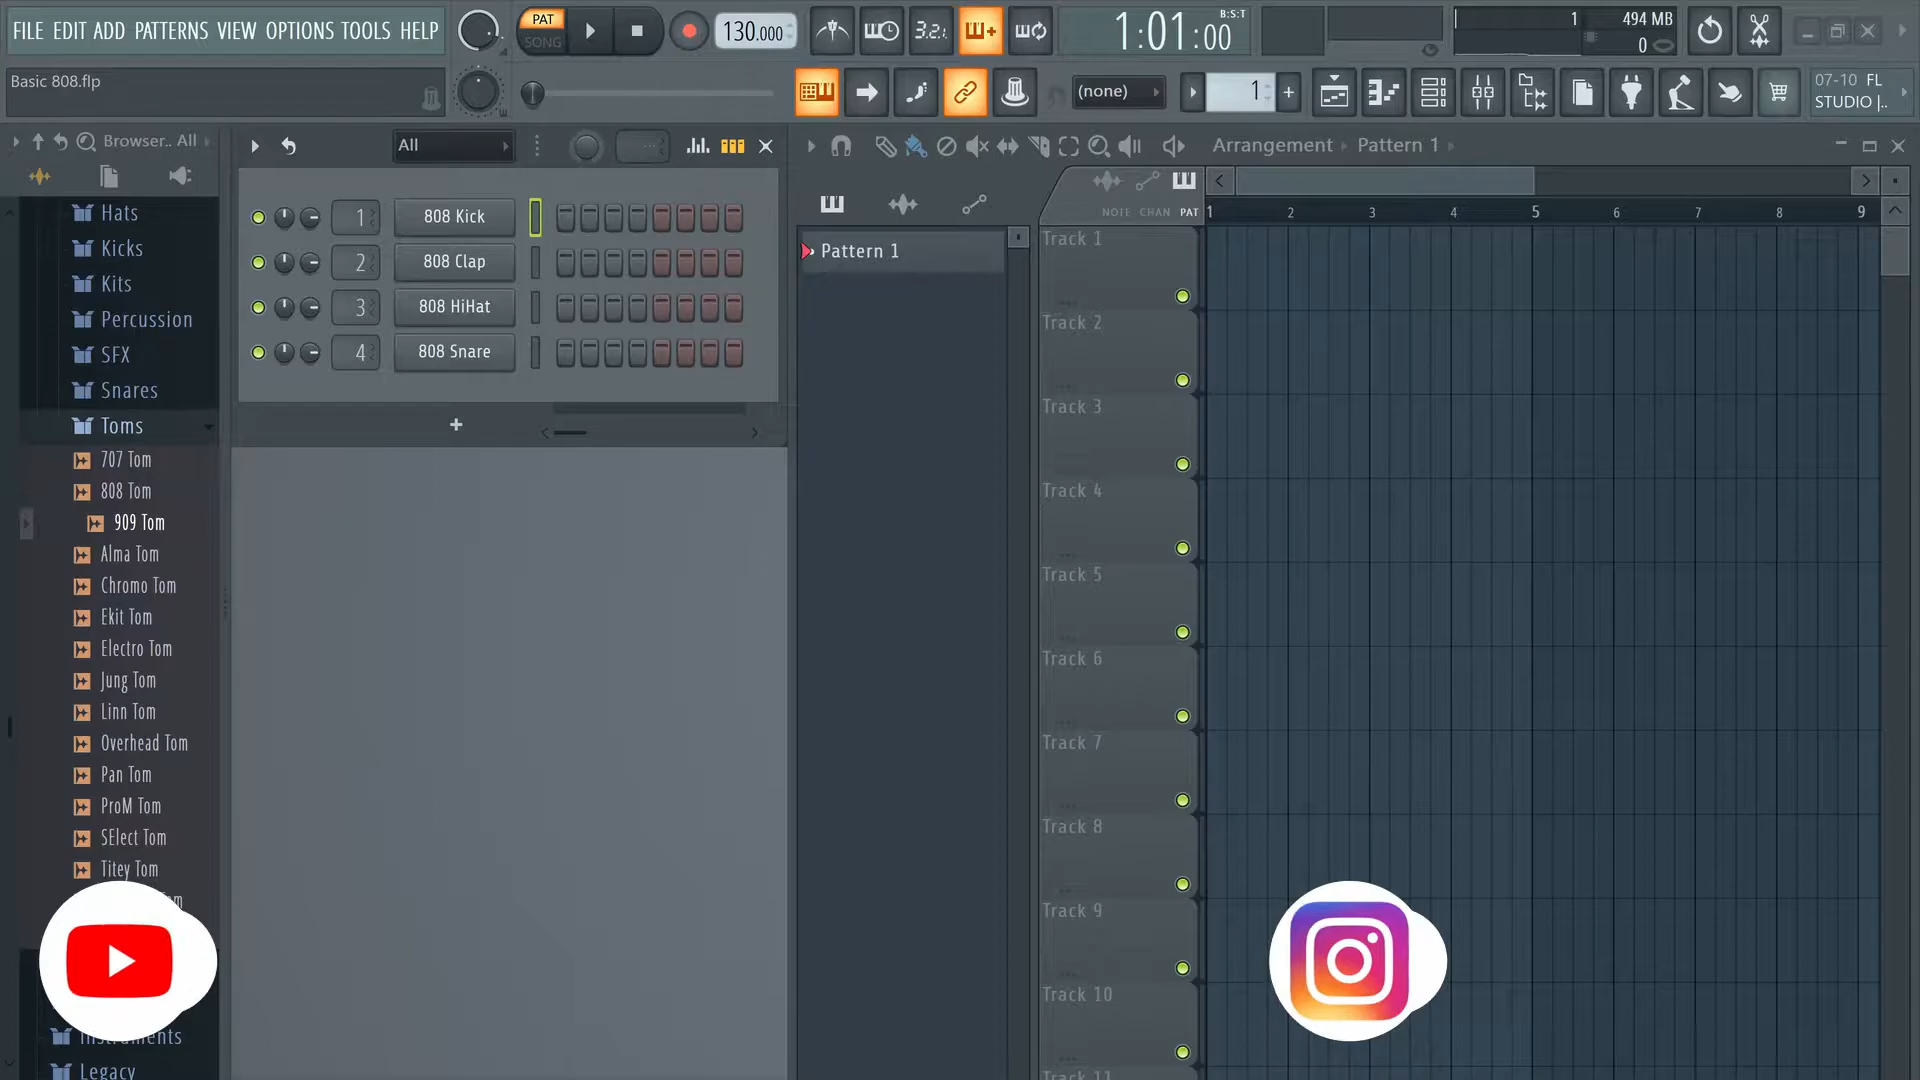 FILE EDIT ADD PATTERNS VIEW OPTIONS TOOLS HELP
PAT
SONG
130.000
3.2.
1:01:00
B:S:T
1
494 MB
0
Basic 808.flp
(none)
1
+
07-10 FL
STUDIO |..
Browser.. All
All
Arrangement
Pattern 1
Hats
Kicks
Kits
Percussion
SFX
Snares
Toms
707 Tom
808 Tom
909 Tom
Alma Tom
Chromo Tom
Ekit Tom
Electro Tom
Jung Tom
Linn Tom
Overhead Tom
Pan Tom
ProM Tom
SElect Tom
Titey Tom
Instruments
Legacy
1
808 Kick
2
808 Clap
3
808 HiHat
4
808 Snare
+
Pattern 1
NOTE CHAN PAT
1 2 3 4 5 6 7 8 9
Track 1
Track 2
Track 3
Track 4
Track 5
Track 6
Track 7
Track 8
Track 9
Track 10
Track 11